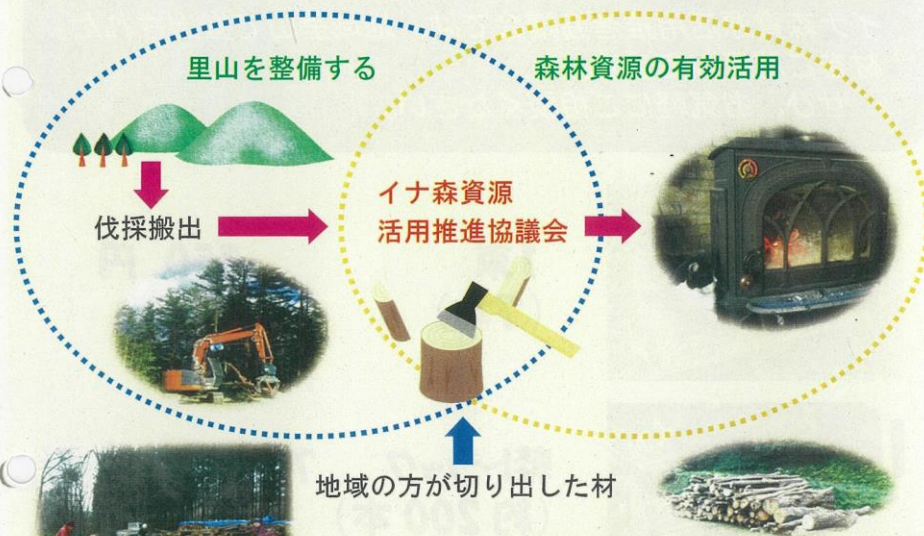 里山を整備する
森林資源の有効活用
伐採搬出
イナ森資源
活用推進協議会
地域の方が切り出した材